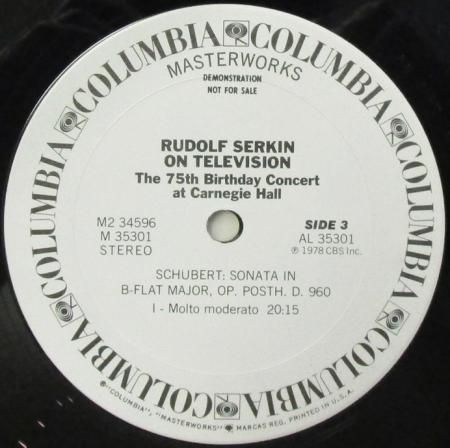 COLUMBIA COLUMBIA COLUMBIA COLUMBIA COLUMBIA COLUMBIA
MASTERWORKS
DEMONSTRATION
NOT FOR SALE
RUDOLF SERKIN
ON TELEVISION
The 75th Birthday Concert
at Carnegie Hall
M2 34596
M 35301
STEREO
SIDE 3
AL 35301
℗ 1978 CBS Inc.
SCHUBERT: SONATA IN
B-FLAT MAJOR, OP. POSTH. D. 960
I - Molto moderato 20:15
® "COLUMBIA", "MASTERWORKS", MARCAS REG. PRINTED IN U.S.A.